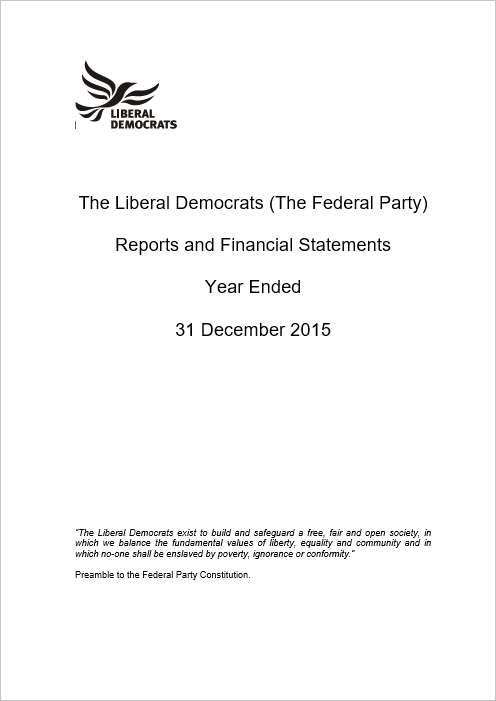 LIBERAL
DEMOCRATS
The Liberal Democrats (The Federal Party)
Reports and Financial Statements
Year Ended
31 December 2015
"The Liberal Democrats exist to build and safeguard a free, fair and open society, in
which we balance the fundamental values of liberty, equality and community and in
which no-one shall be enslaved by poverty, ignorance or conformity."
Preamble to the Federal Party Constitution.